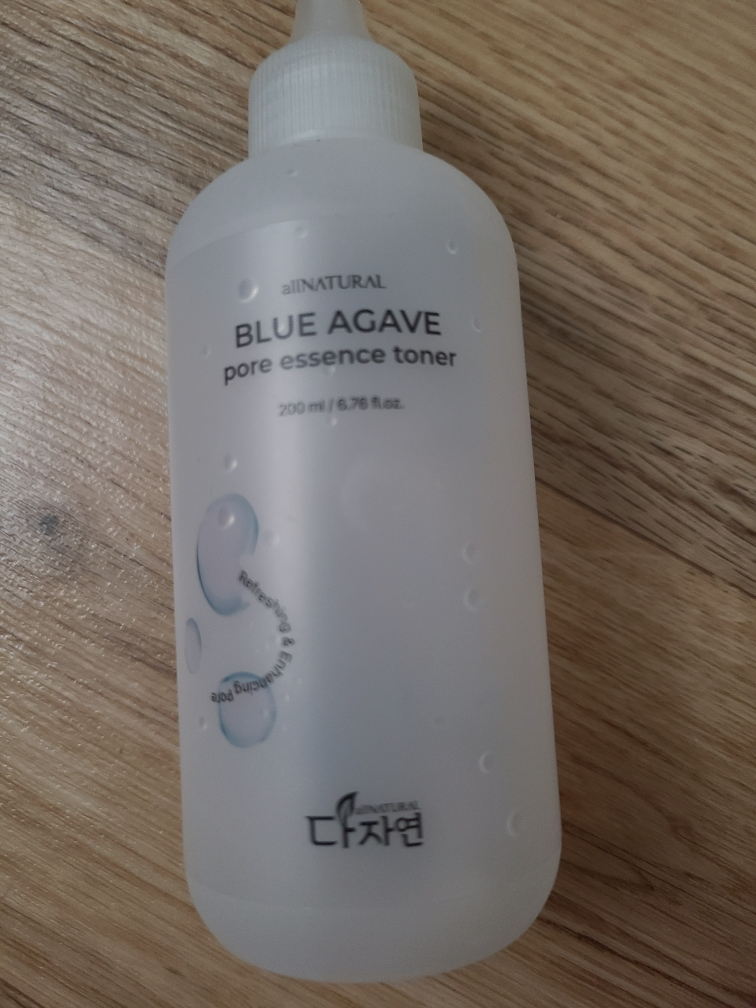 allNATURAL
BLUE AGAVE
pore essence toner
200 ml / 6.76 fl.oz.
Refreshing & Enhancing Pore
allNATURAL
다자연